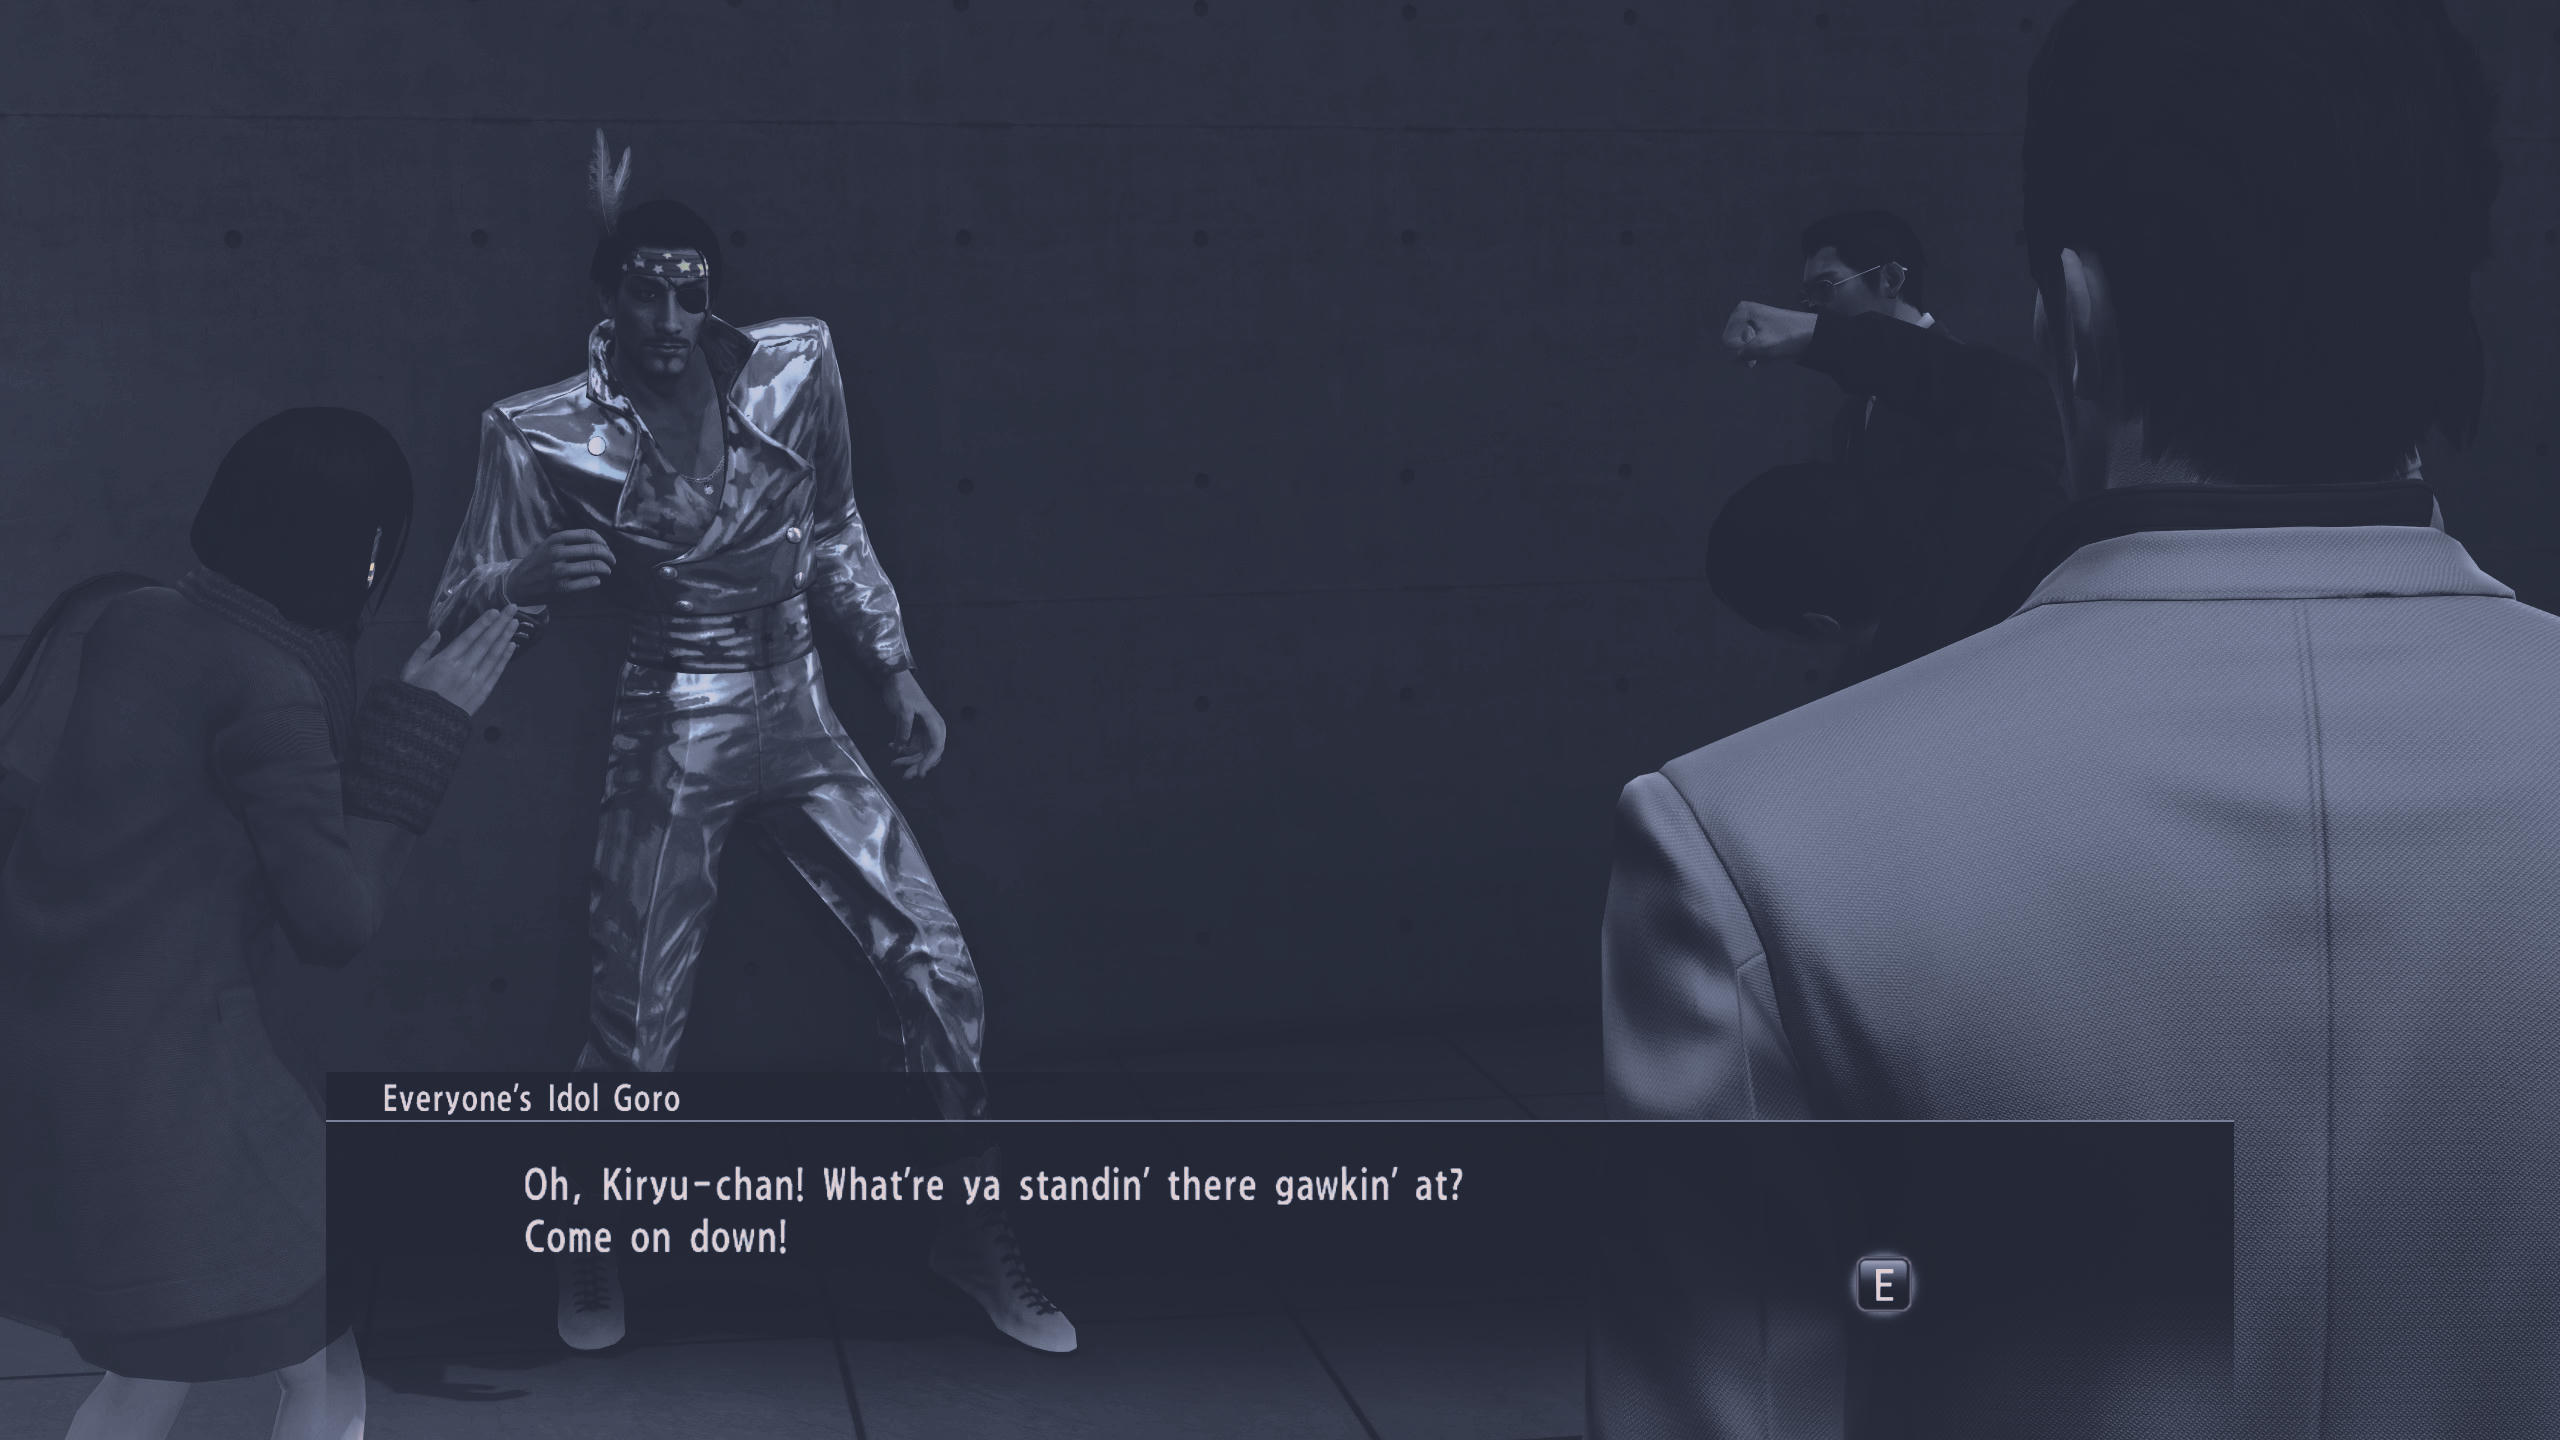 Everyone's Idol Goro
Oh, Kiryu-chan! What're ya standin' there gawkin' at?
Come on down!
E